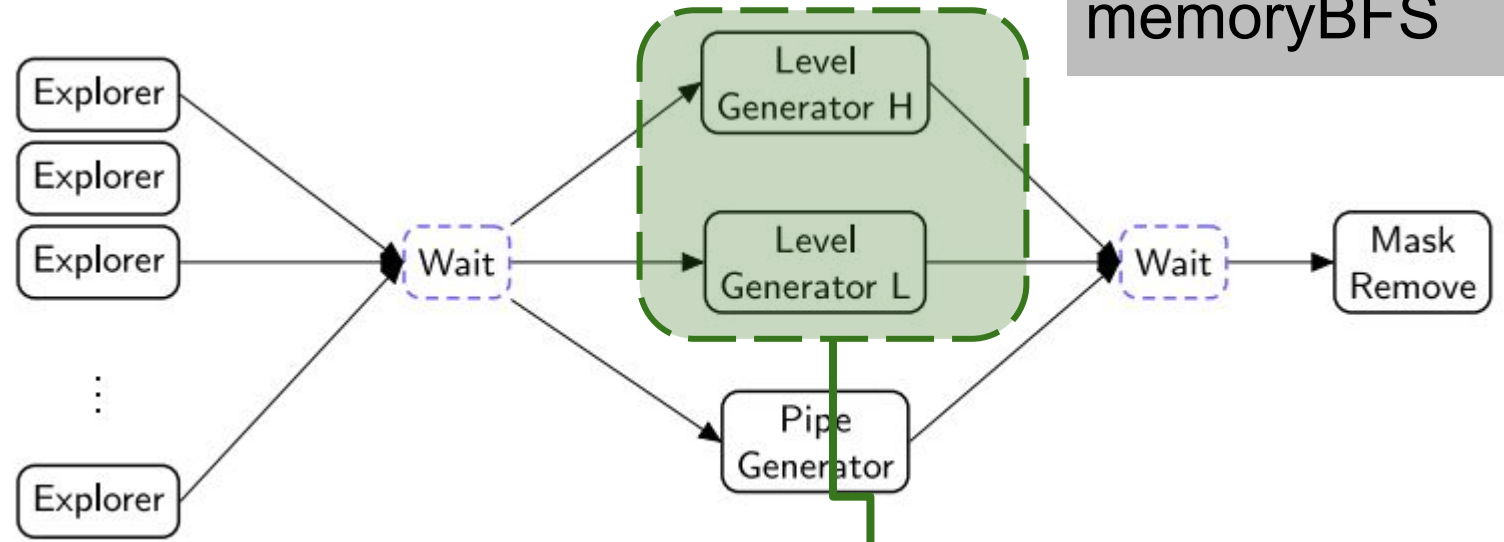 memoryBFS
Explorer
Explorer
Explorer
⋮
Explorer
Wait
Level
Generator H
Level
Generator L
Pipe
Generator
Wait
Mask
Remove